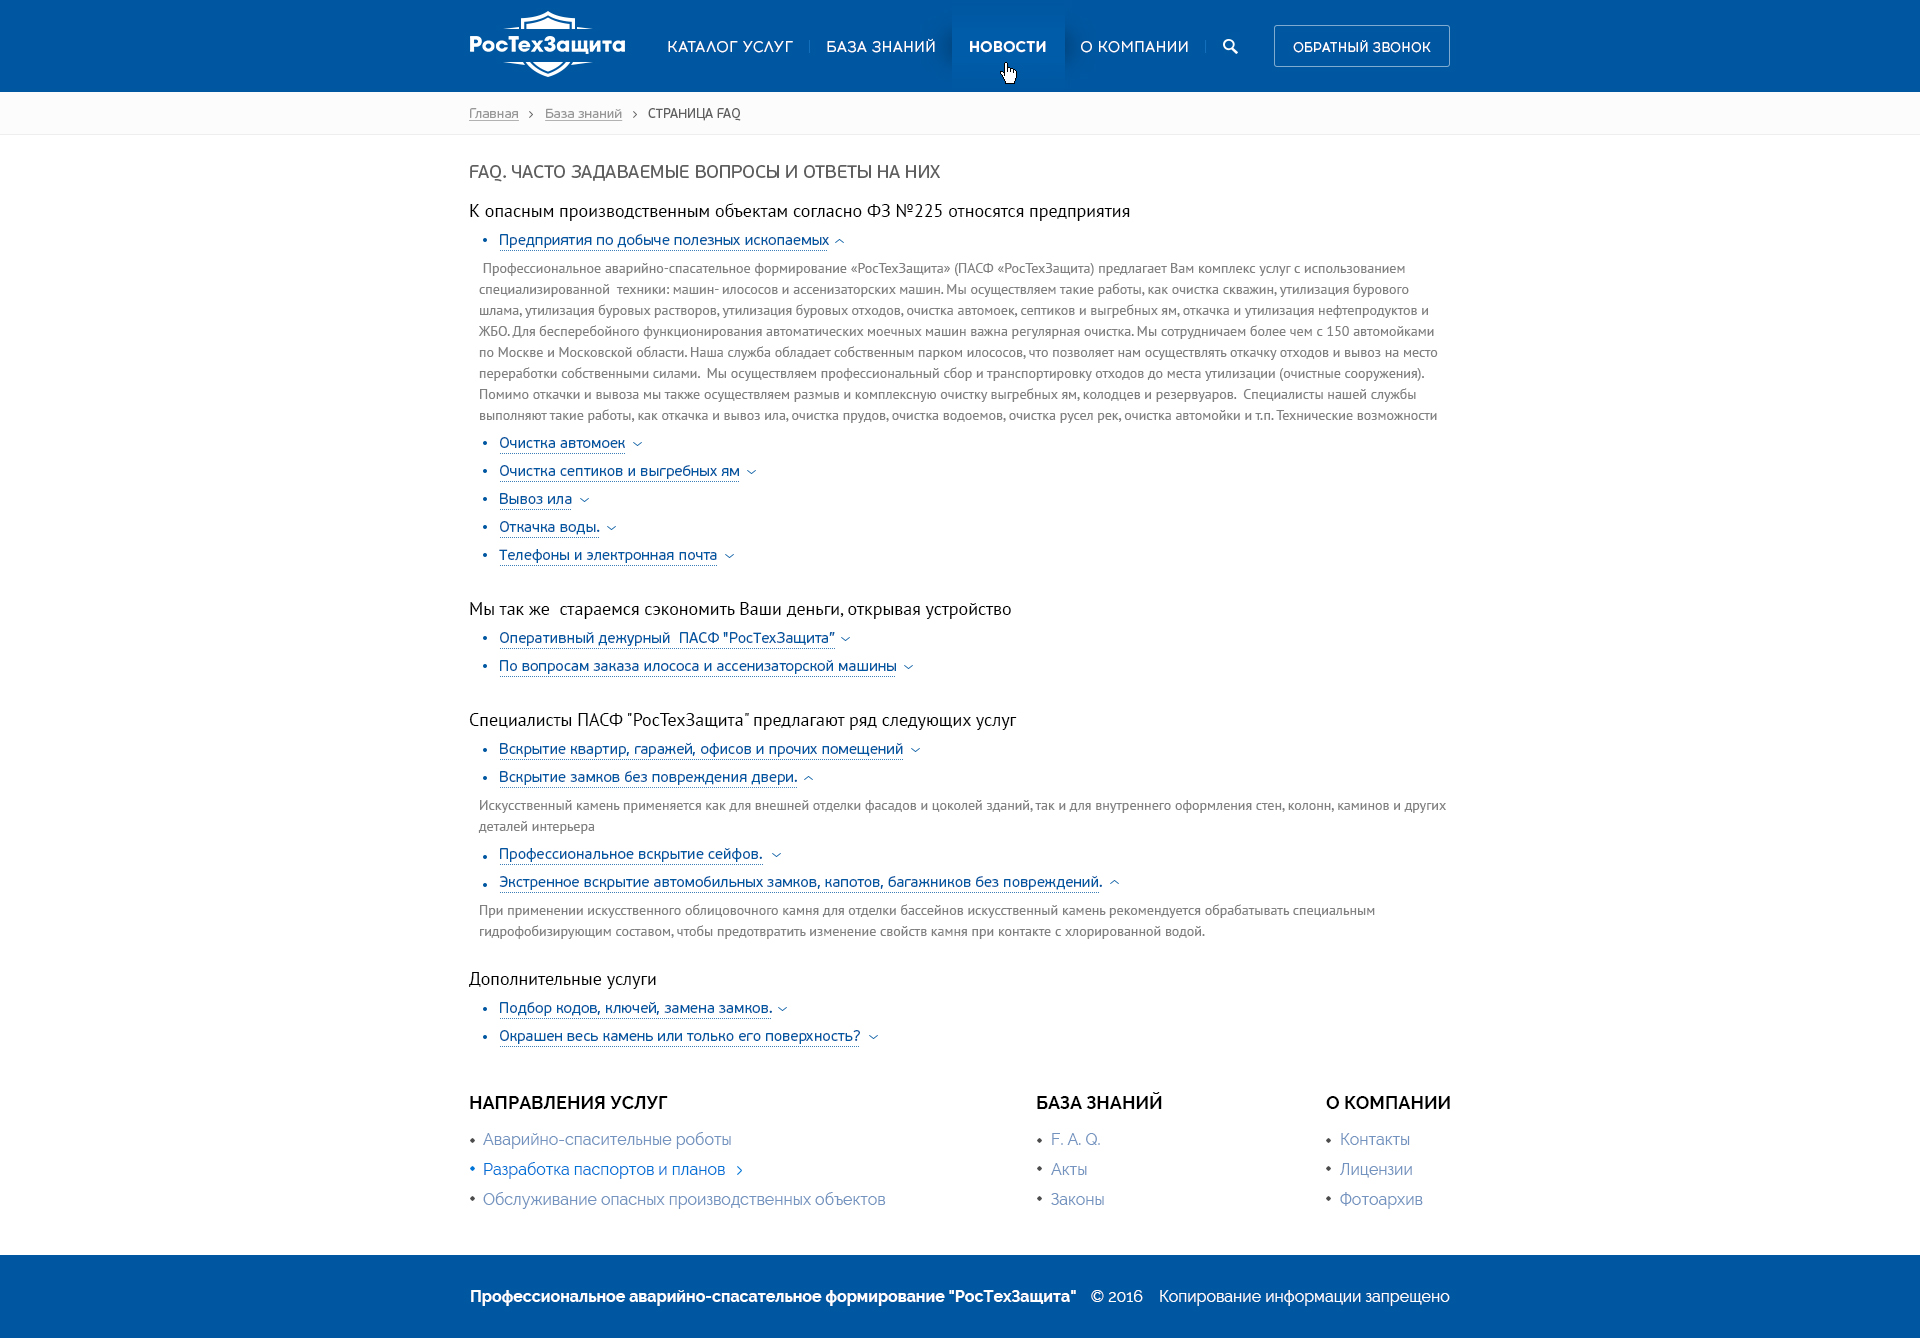 РосТехЗащита
КАТАЛОГ УСЛУГ
БАЗА ЗНАНИЙ
НОВОСТИ
О КОМПАНИИ
ОБРАТНЫЙ ЗВОНОК
Главная > База знаний > СТРАНИЦА FAQ
FAQ. ЧАСТО ЗАДАВАЕМЫЕ ВОПРОСЫ И ОТВЕТЫ НА НИХ
К опасным производственным объектам согласно ФЗ №225 относятся предприятия
• Предприятия по добыче полезных ископаемых
Профессиональное аварийно-спасательное формирование «РосТехЗащита» (ПАСФ «РосТехЗащита) предлагает Вам комплекс услуг с использованием
специализированной техники: машин- илососов и ассенизаторских машин. Мы осуществляем такие работы, как очистка скважин, утилизация бурового
шлама, утилизация буровых растворов, утилизация буровых отходов, очистка автомоек, септиков и выгребных ям, откачка и утилизация нефтепродуктов и
ЖБО. Для бесперебойного функционирования автоматических моечных машин важна регулярная очистка. Мы сотрудничаем более чем с 150 автомойками
по Москве и Московской области. Наша служба обладает собственным парком илососов, что позволяет нам осуществлять откачку отходов и вывоз на место
переработки собственными силами. Мы осуществляем профессиональный сбор и транспортировку отходов до места утилизации (очистные сооружения).
Помимо откачки и вывоза мы также осуществляем размыв и комплексную очистку выгребных ям, колодцев и резервуаров. Специалисты нашей службы
выполняют такие работы, как откачка и вывоз ила, очистка прудов, очистка водоемов, очистка русел рек, очистка автомойки и т.п. Технические возможности
• Очистка автомоек
• Очистка септиков и выгребных ям
• Вывоз ила
• Откачка воды.
• Телефоны и электронная почта
Мы так же стараемся сэкономить Ваши деньги, открывая устройство
• Оперативный дежурный ПАСФ "РосТехЗащита"
• По вопросам заказа илососа и ассенизаторской машины
Специалисты ПАСФ "РосТехЗащита" предлагают ряд следующих услуг
• Вскрытие квартир, гаражей, офисов и прочих помещений
• Вскрытие замков без повреждения двери.
Искусственный камень применяется как для внешней отделки фасадов и цоколей зданий, так и для внутреннего оформления стен, колонн, каминов и других
деталей интерьера
• Профессиональное вскрытие сейфов.
• Экстренное вскрытие автомобильных замков, капотов, багажников без повреждений.
При применении искусственного облицовочного камня для отделки бассейнов искусственный камень рекомендуется обрабатывать специальным
гидрофобизирующим составом, чтобы предотвратить изменение свойств камня при контакте с хлорированной водой.
Дополнительные услуги
• Подбор кодов, ключей, замена замков.
• Окрашен весь камень или только его поверхность?
НАПРАВЛЕНИЯ УСЛУГ
• Аварийно-спасительные роботы
• Разработка паспортов и планов >
• Обслуживание опасных производственных объектов
БАЗА ЗНАНИЙ
• F. A. Q.
• Акты
• Законы
О КОМПАНИИ
• Контакты
• Лицензии
• Фотоархив
Профессиональное аварийно-спасательное формирование "РосТехЗащита" © 2016 Копирование информации запрещено